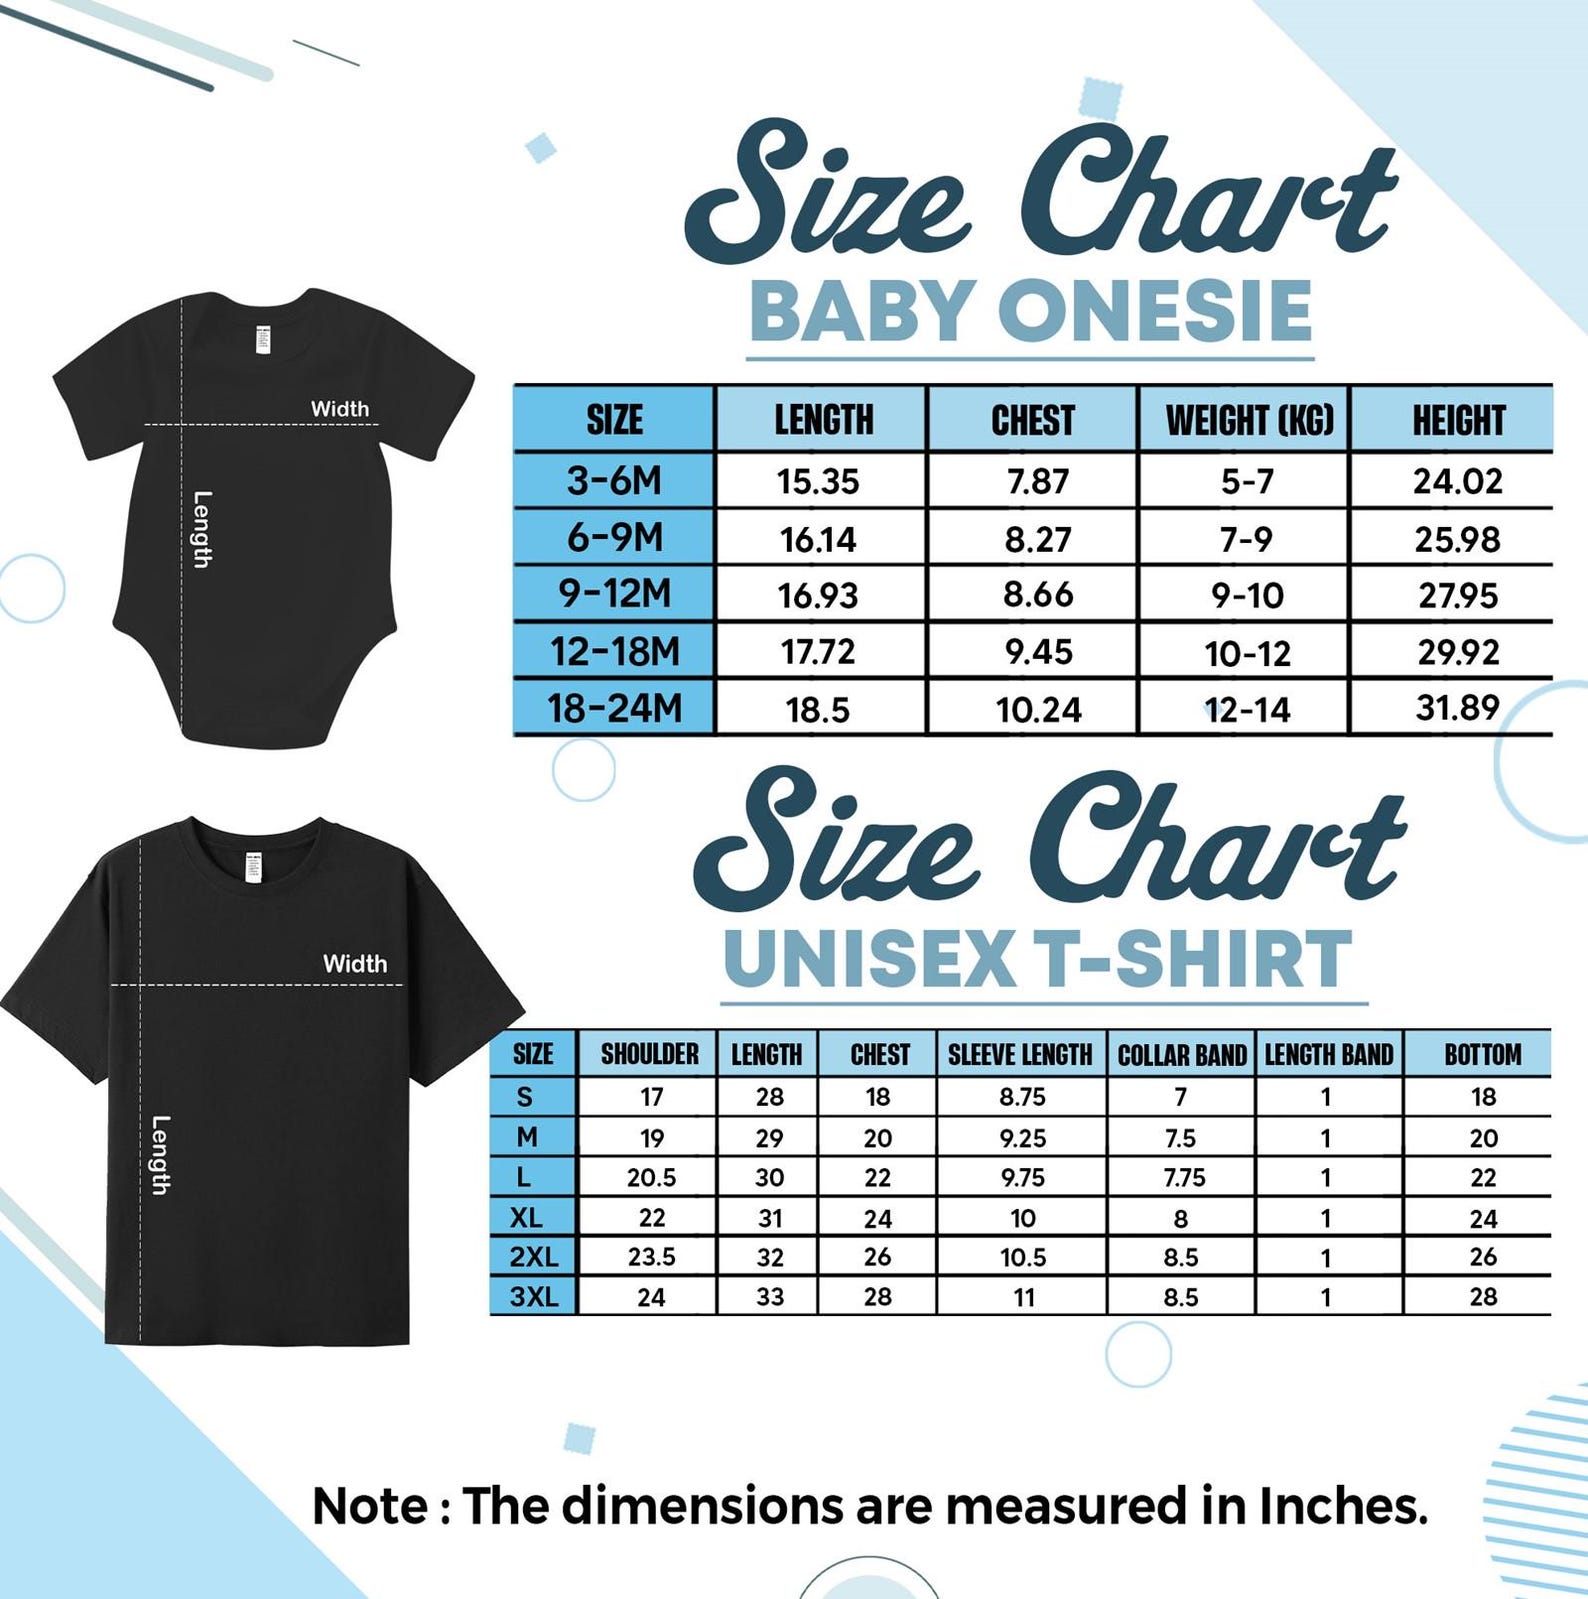 Size Chart
BABY ONESIE
Width
Length
SIZE LENGTH CHEST WEIGHT (KG) HEIGHT
3-6M 15.35 7.87 5-7 24.02
6-9M 16.14 8.27 7-9 25.98
9-12M 16.93 8.66 9-10 27.95
12-18M 17.72 9.45 10-12 29.92
18-24M 18.5 10.24 12-14 31.89
Size Chart
UNISEX T-SHIRT
Width
Length
SIZE SHOULDER LENGTH CHEST SLEEVE LENGTH COLLAR BAND LENGTH BAND BOTTOM
S 17 28 18 8.75 7 1 18
M 19 29 20 9.25 7.5 1 20
L 20.5 30 22 9.75 7.75 1 22
XL 22 31 24 10 8 1 24
2XL 23.5 32 26 10.5 8.5 1 26
3XL 24 33 28 11 8.5 1 28
Note : The dimensions are measured in Inches.